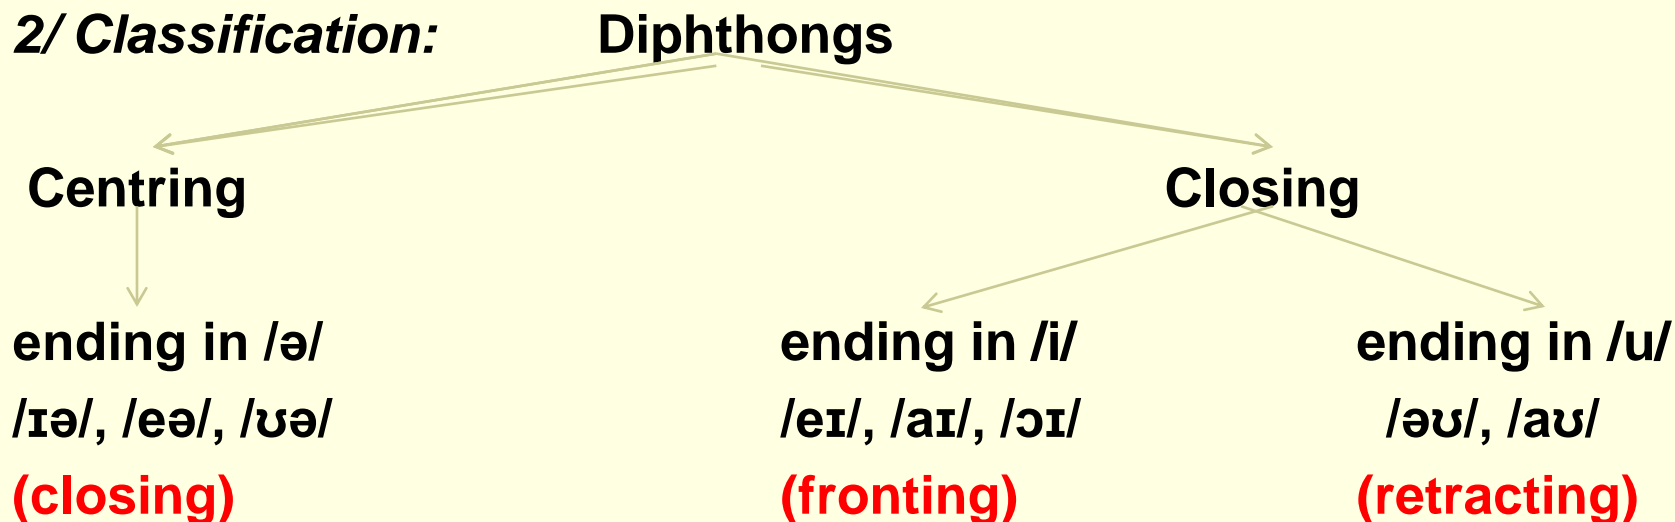 2/ Classification: Diphthongs
Centring Closing
ending in /ə/ ending in /i/ ending in /u/
/ɪə/, /eə/, /ʊə/ /eɪ/, /aɪ/, /ɔɪ/ /əʊ/, /aʊ/
(closing) (fronting) (retracting)